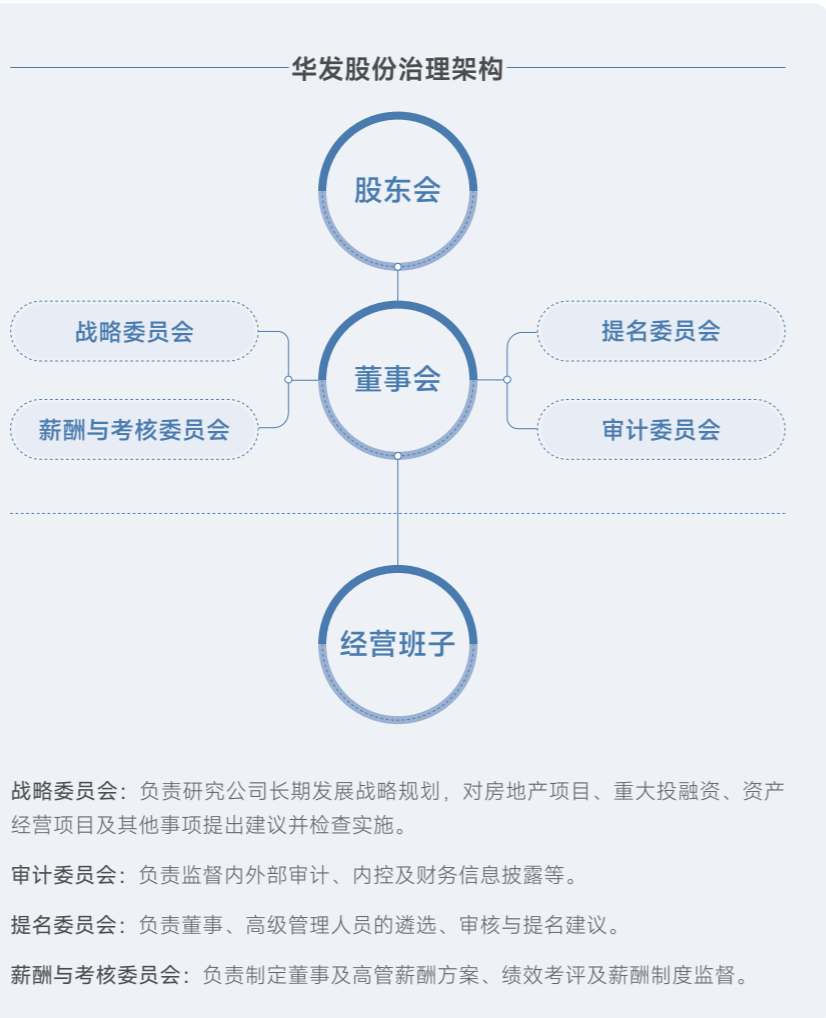 华发股份治理架构
股东会
战略委员会
提名委员会
董事会
薪酬与考核委员会
审计委员会
经营班子
战略委员会：负责研究公司长期发展战略规划，对房地产项目、重大投融资、资产
经营项目及其他事项提出建议并检查实施。
审计委员会：负责监督内外部审计、内控及财务信息披露等。
提名委员会：负责董事、高级管理人员的遴选、审核与提名建议。
薪酬与考核委员会：负责制定董事及高管薪酬方案、绩效考评及薪酬制度监督。